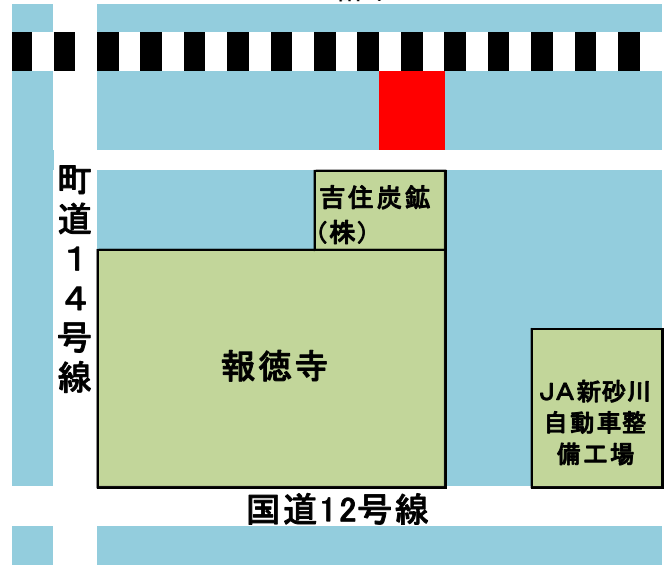 町道14号線
吉住炭鉱
(株)
報徳寺
JA新砂川
自動車整
備工場
国道12号線